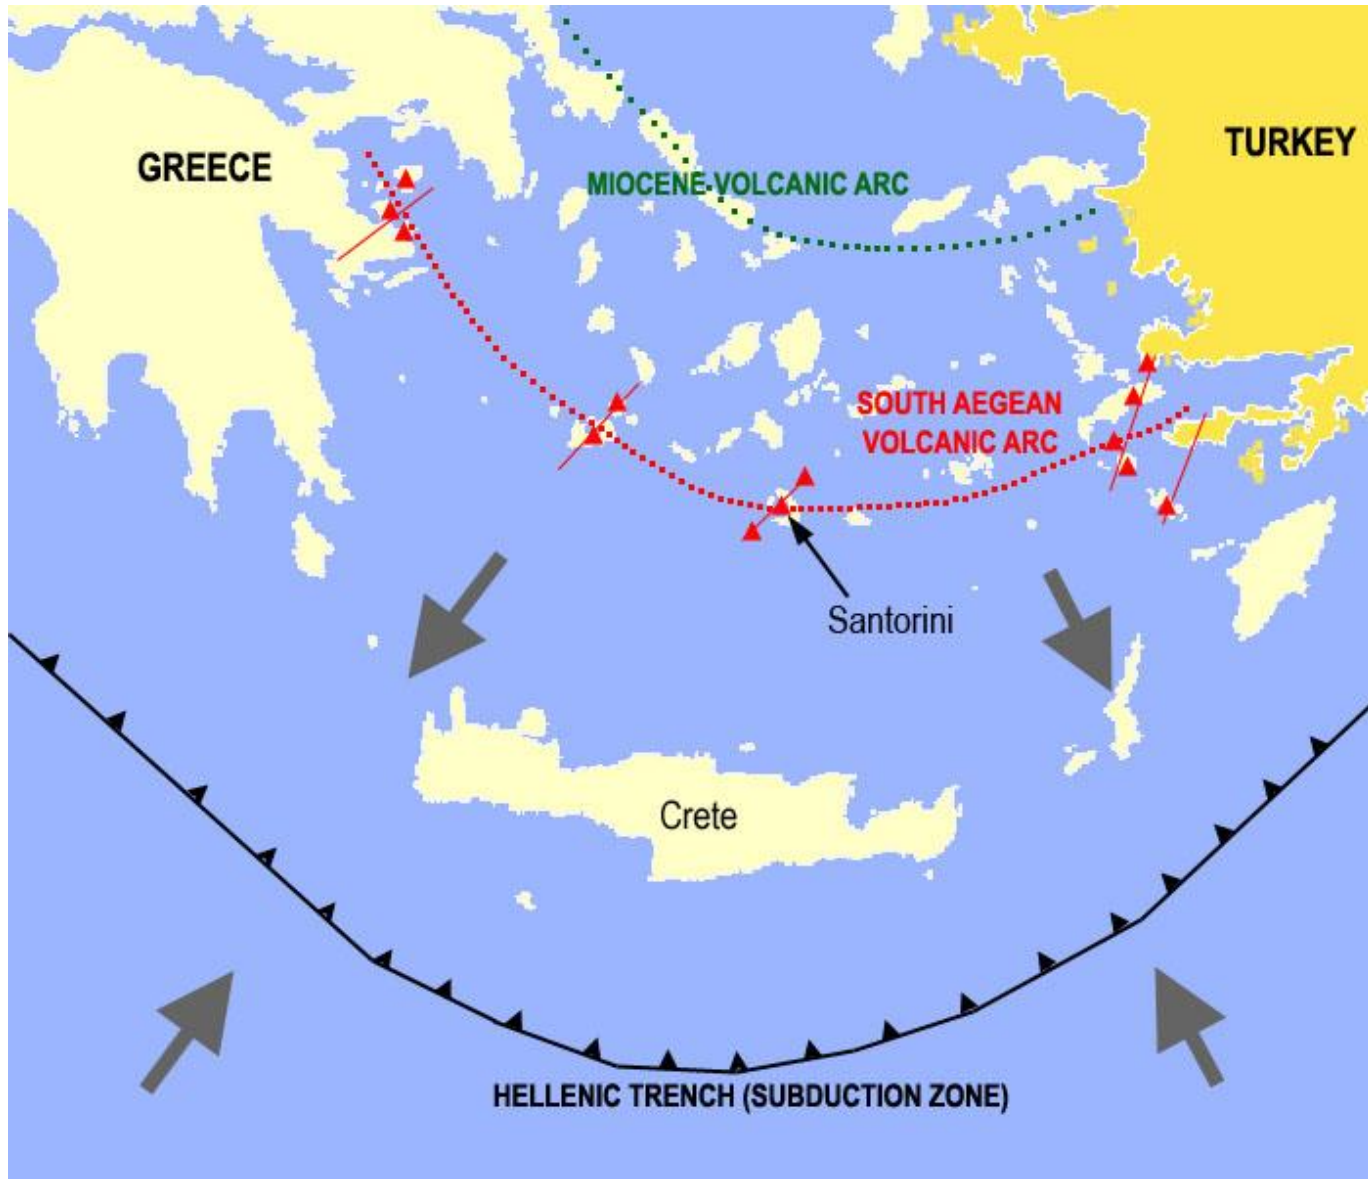 GREECE
TURKEY
MIOCENE VOLCANIC ARC
SOUTH AEGEAN
VOLCANIC ARC
Santorini
Crete
HELLENIC TRENCH (SUBDUCTION ZONE)